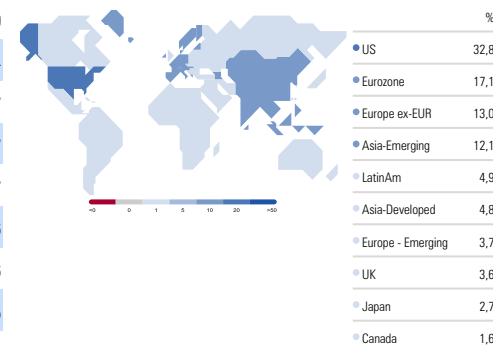 %
US 32,8
Eurozone 17,1
Europe ex-EUR 13,0
Asia-Emerging 12,1
LatinAm 4,9
Asia-Developed 4,8
Europe - Emerging 3,7
UK 3,6
Japan 2,7
Canada 1,6
<0 0 1 5 10 20 >50